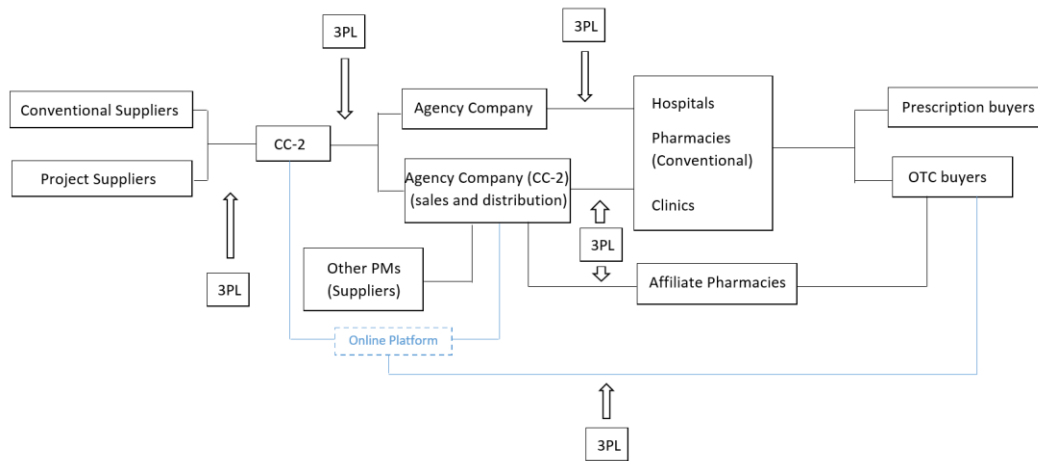 3PL
3PL
Conventional Suppliers
Agency Company
Hospitals
Prescription buyers
CC-2
Pharmacies
(Conventional)
Project Suppliers
Agency Company (CC-2)
(sales and distribution)
OTC buyers
Clinics
3PL
Other PMs
(Suppliers)
3PL
Affiliate Pharmacies
Online Platform
3PL